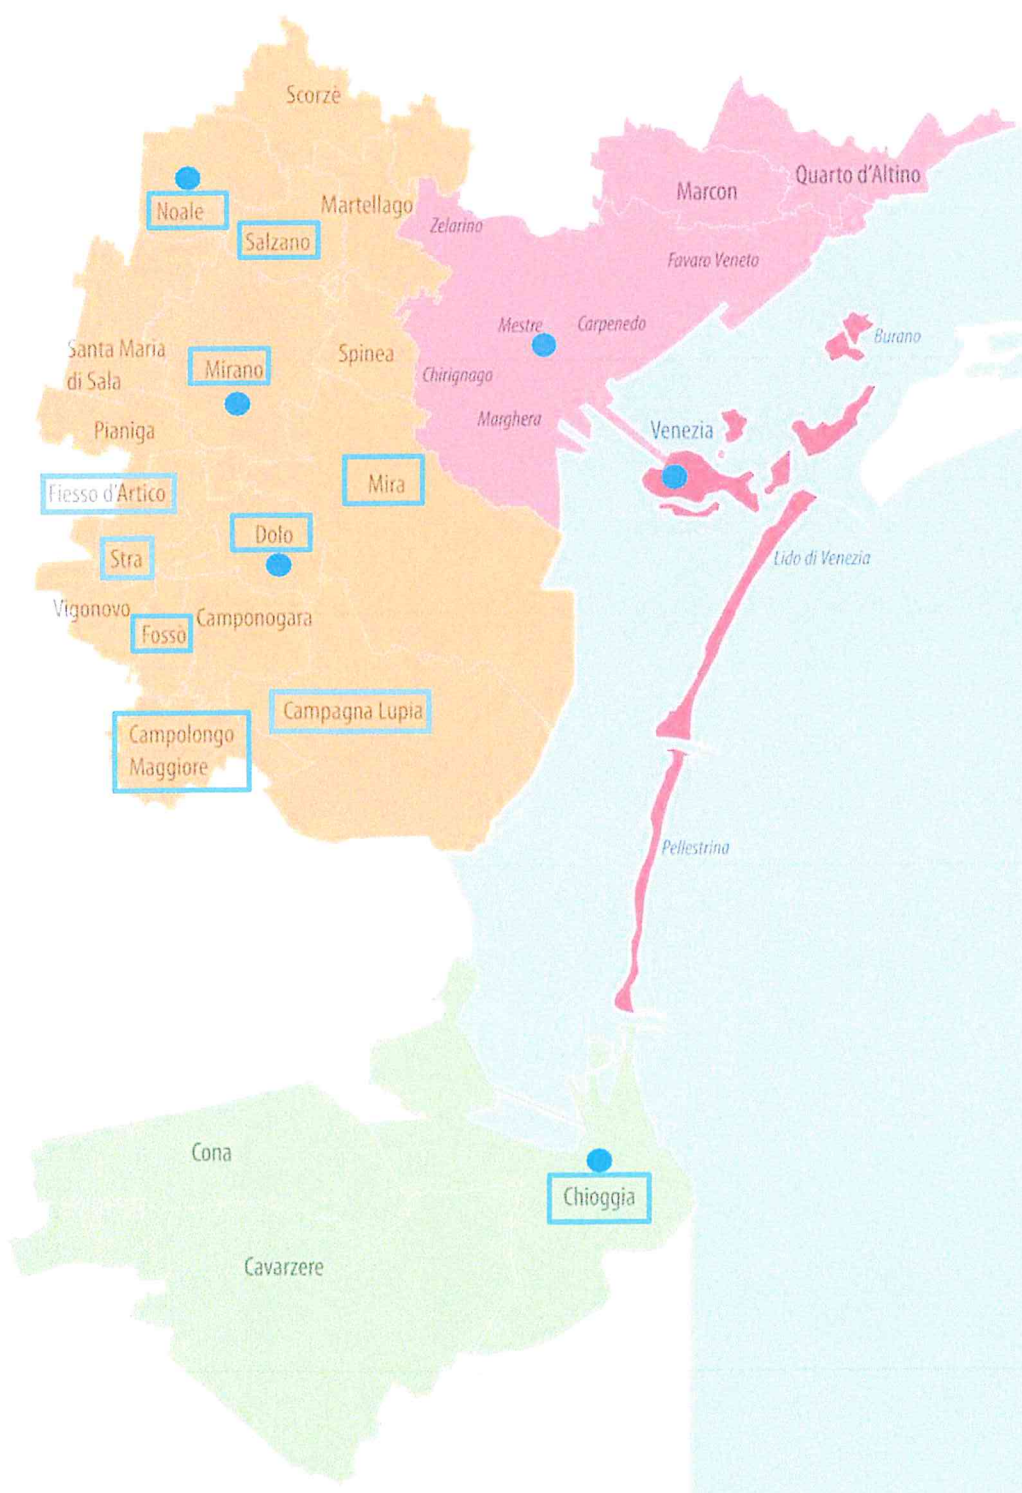 Scorzè
Noale
Martellago
Salzano
Zelarino
Marcon
Quarto d'Altino
Favaro Veneto
Mestre
Carpenedo
Burano
Santa Maria
di Sala
Mirano
Spinea
Chirignago
Marghera
Venezia
Pianiga
Fiesso d'Artico
Mira
Dolo
Stra
Lido di Venezia
Vigonovo
Fossò
Camponogara
Campagna Lupia
Campolongo
Maggiore
Pellestrina
Cona
Chioggia
Cavarzere